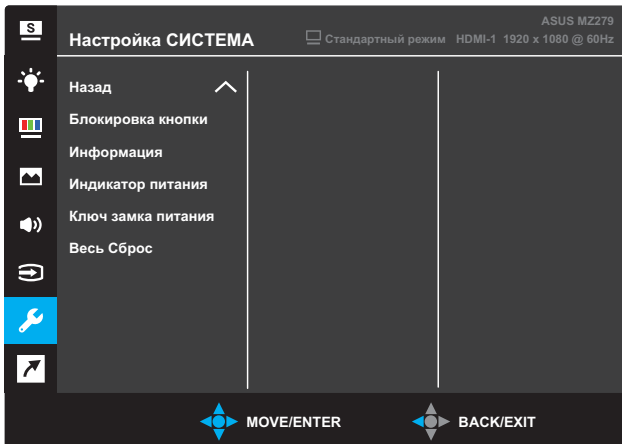 S
ASUS MZ279
Настройка СИСТЕМА
Стандартный режим HDMI-1 1920 x 1080 @ 60Hz
Назад
Блокировка кнопки
Информация
Индикатор питания
Ключ замка питания
Весь Сброс
MOVE/ENTER
BACK/EXIT